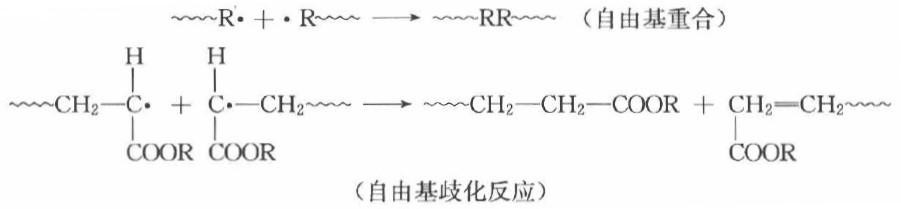 ~~~R• + •R~~~ ⟶ ~~~RR~~~ （自由基重合）
H H
~~~CH₂—C• + C•—CH₂~~~ ⟶ ~~~CH₂—CH₂—COOR + CH₂=CH₂~~~
COOR COOR COOR
（自由基歧化反应）